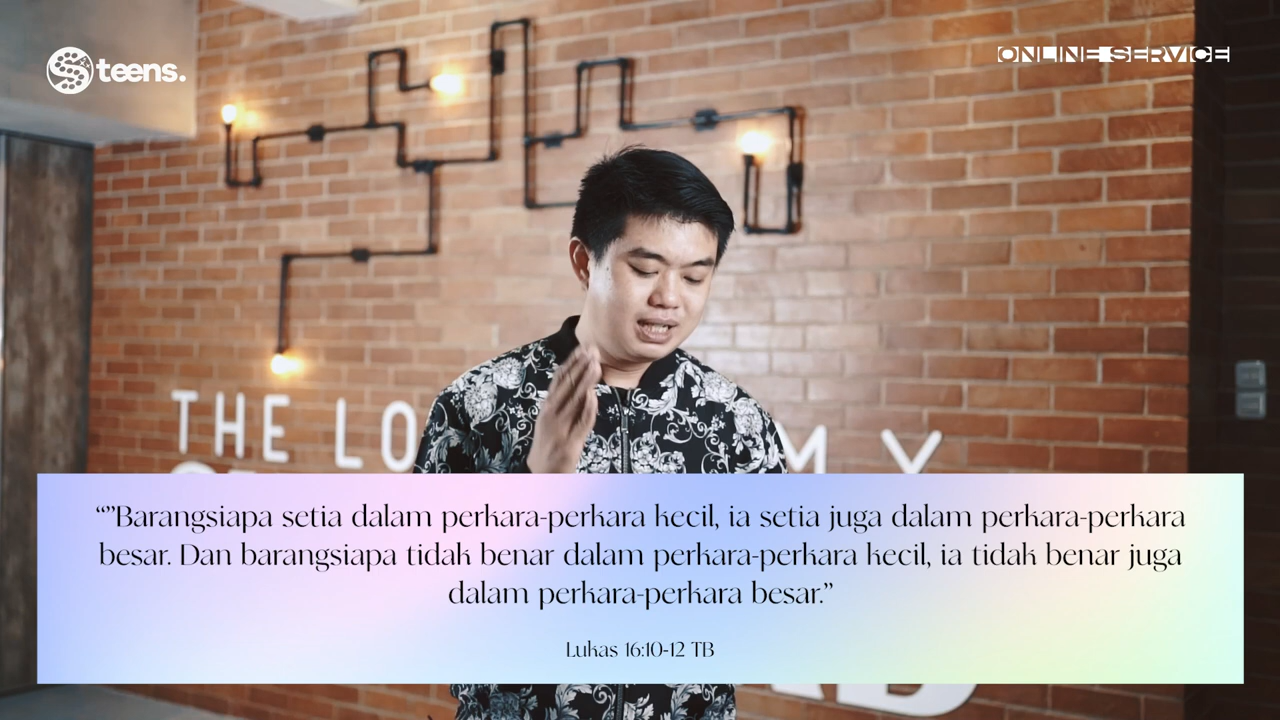 S teens.
ONLINE SERVICE
THE LO
M Y
“”Barangsiapa setia dalam perkara-perkara kecil, ia setia juga dalam perkara-perkara
besar. Dan barangsiapa tidak benar dalam perkara-perkara kecil, ia tidak benar juga
dalam perkara-perkara besar.”
Lukas 16:10-12 TB